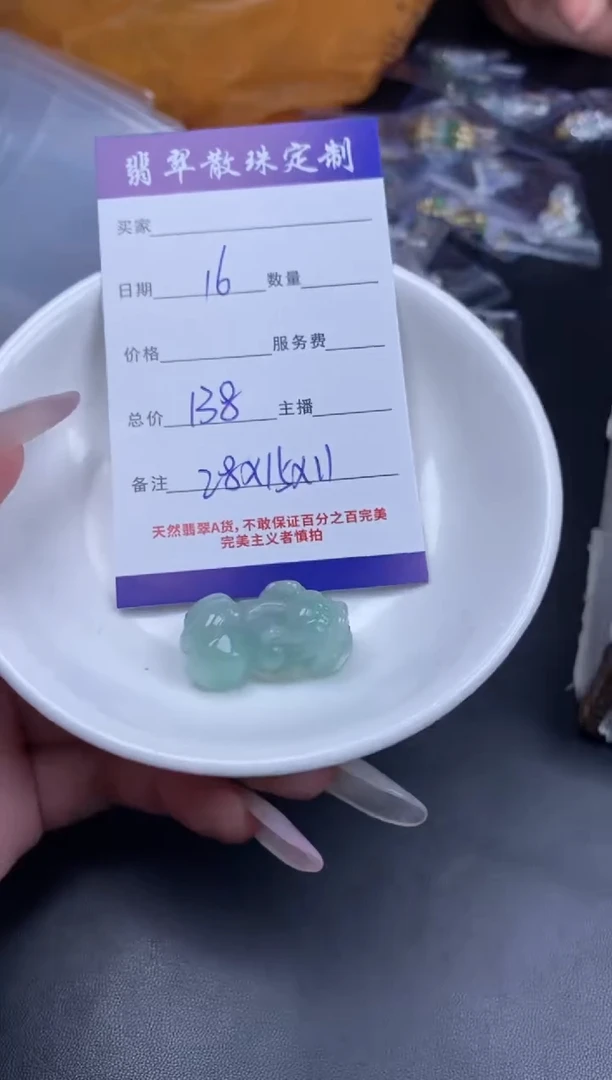 翡翠散珠定制
买家
日期 16 数量
价格 服务费
总价 138 主播
备注 28X15X11
天然翡翠A货，不敢保证百分之百完美
完美主义者慎拍